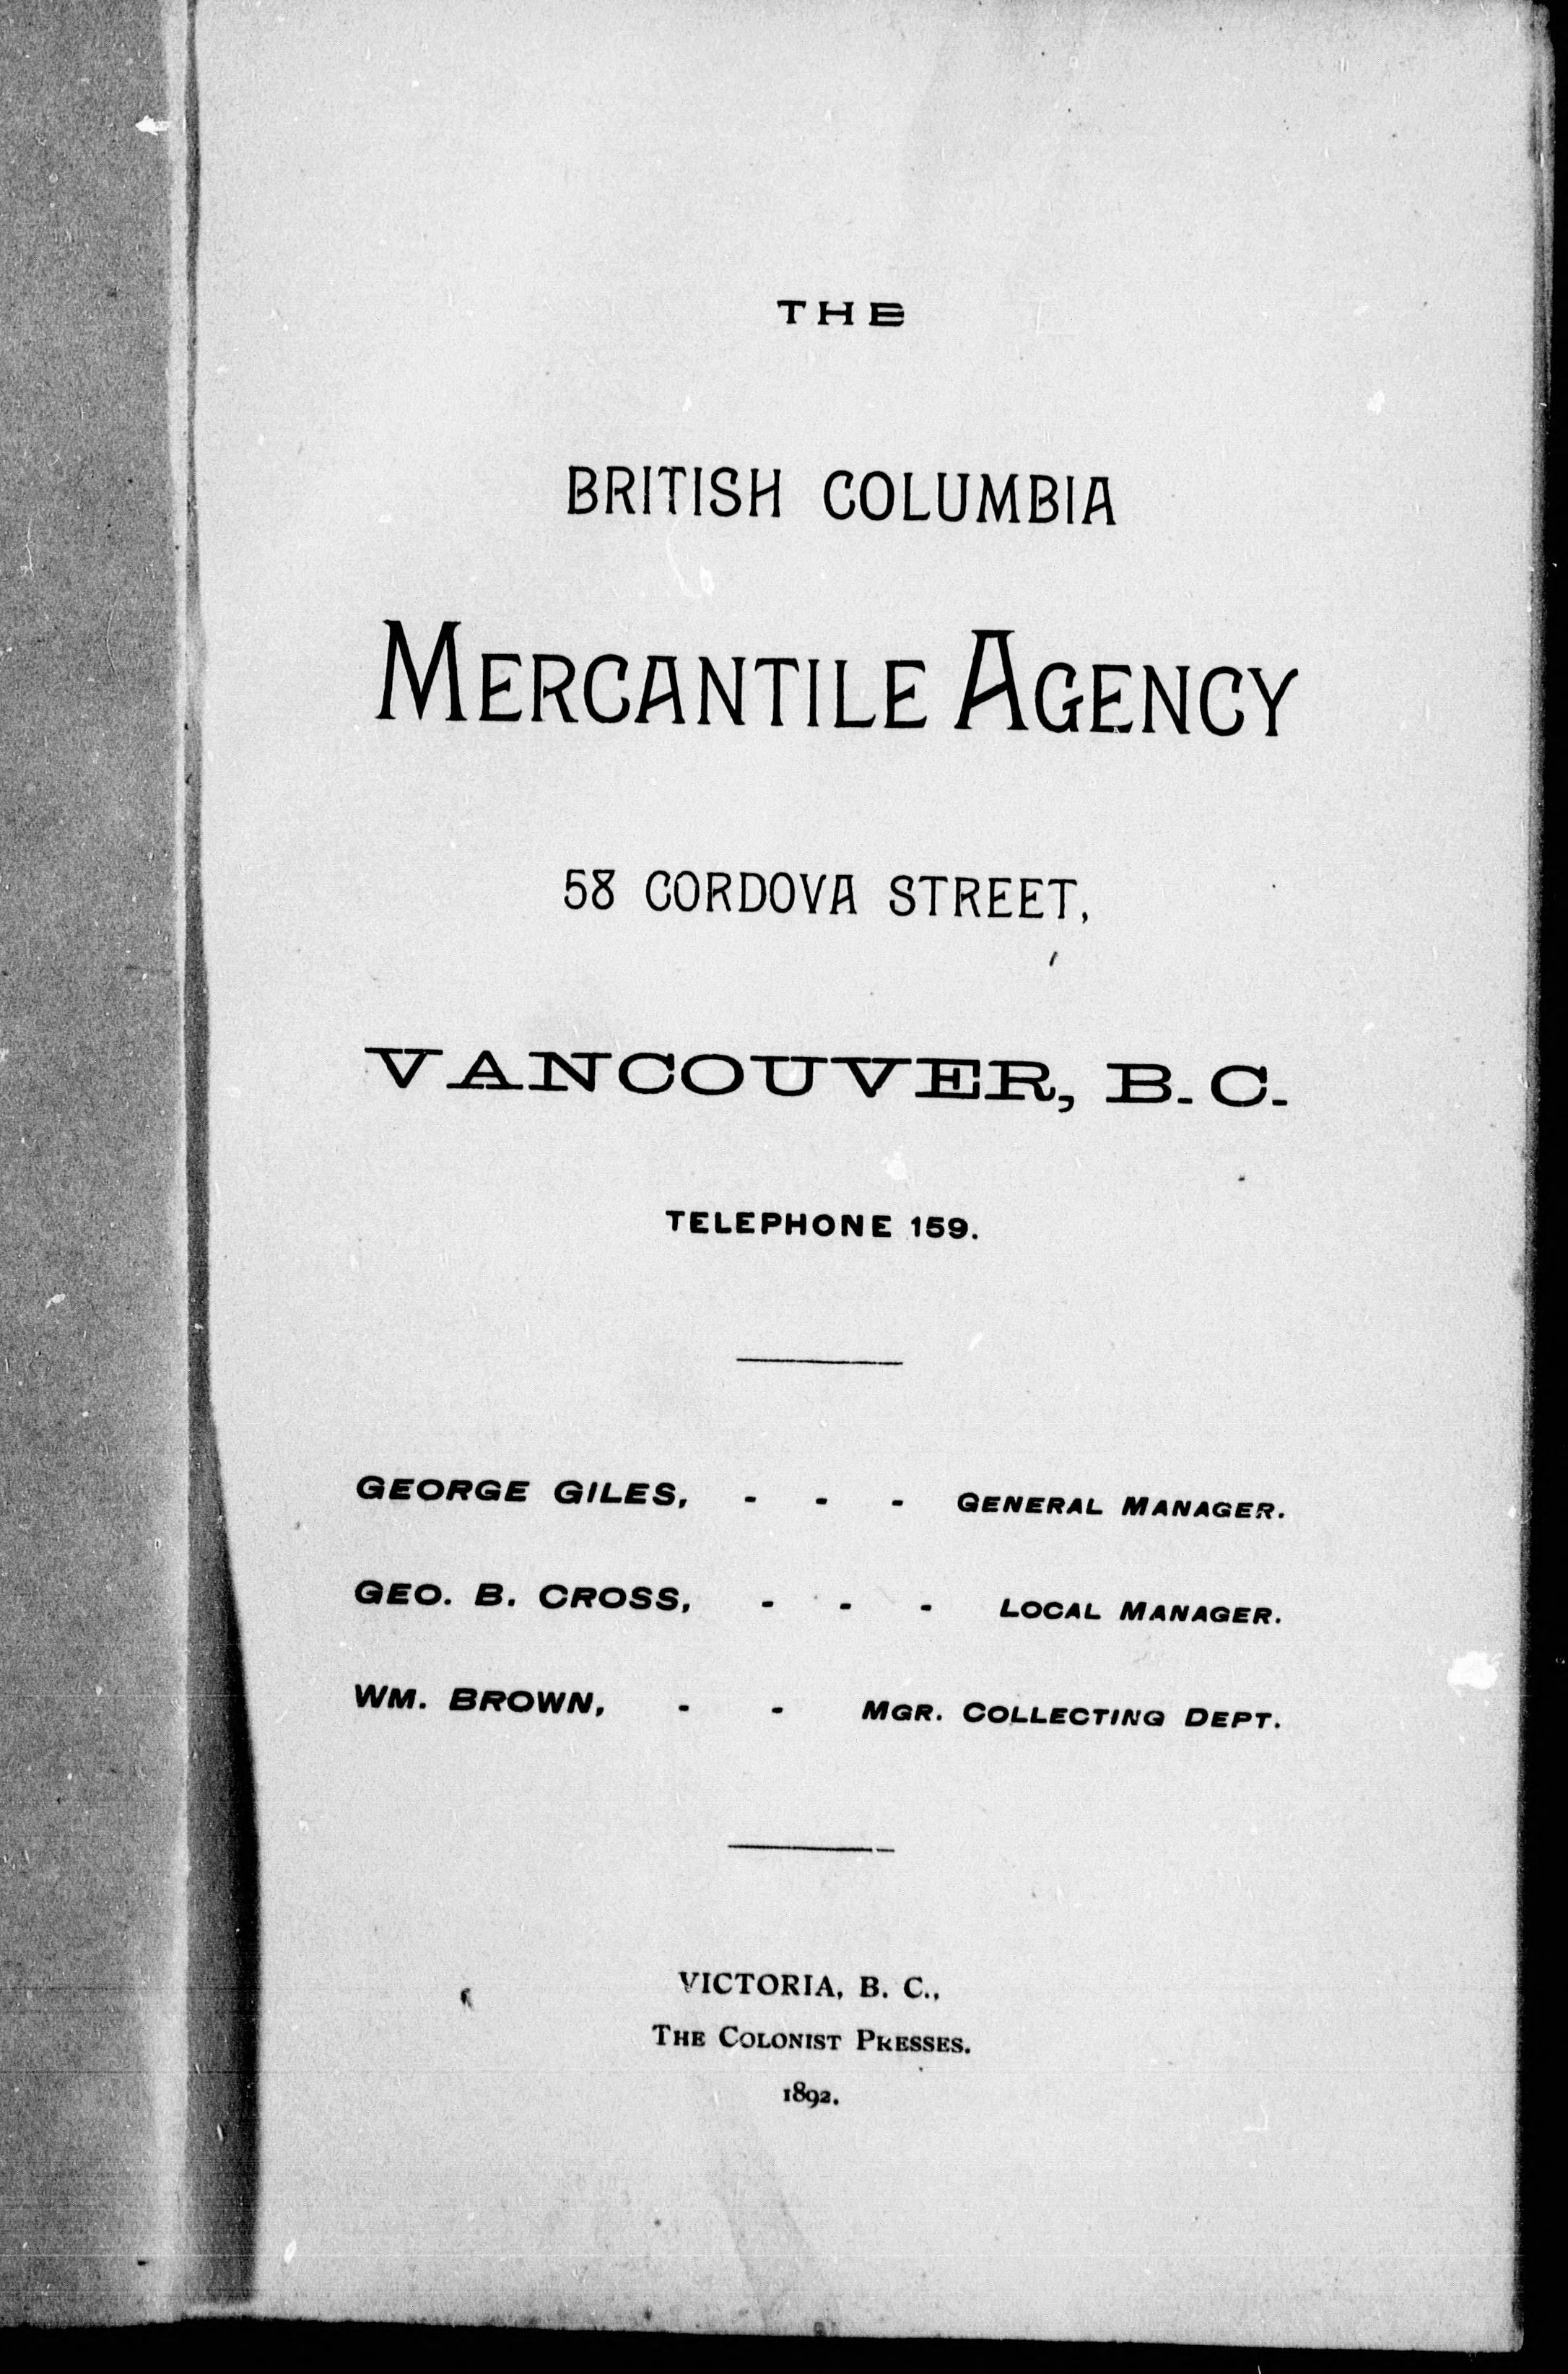 THE
BRITISH COLUMBIA
MERCANTILE AGENCY
58 CORDOVA STREET,
VANCOUVER, B. C.
TELEPHONE 159.
GEORGE GILES, - - - GENERAL MANAGER.
GEO. B. CROSS, - - - LOCAL MANAGER.
WM. BROWN, - - MGR. COLLECTING DEPT.
VICTORIA, B. C.,
THE COLONIST PRESSES.
1892.